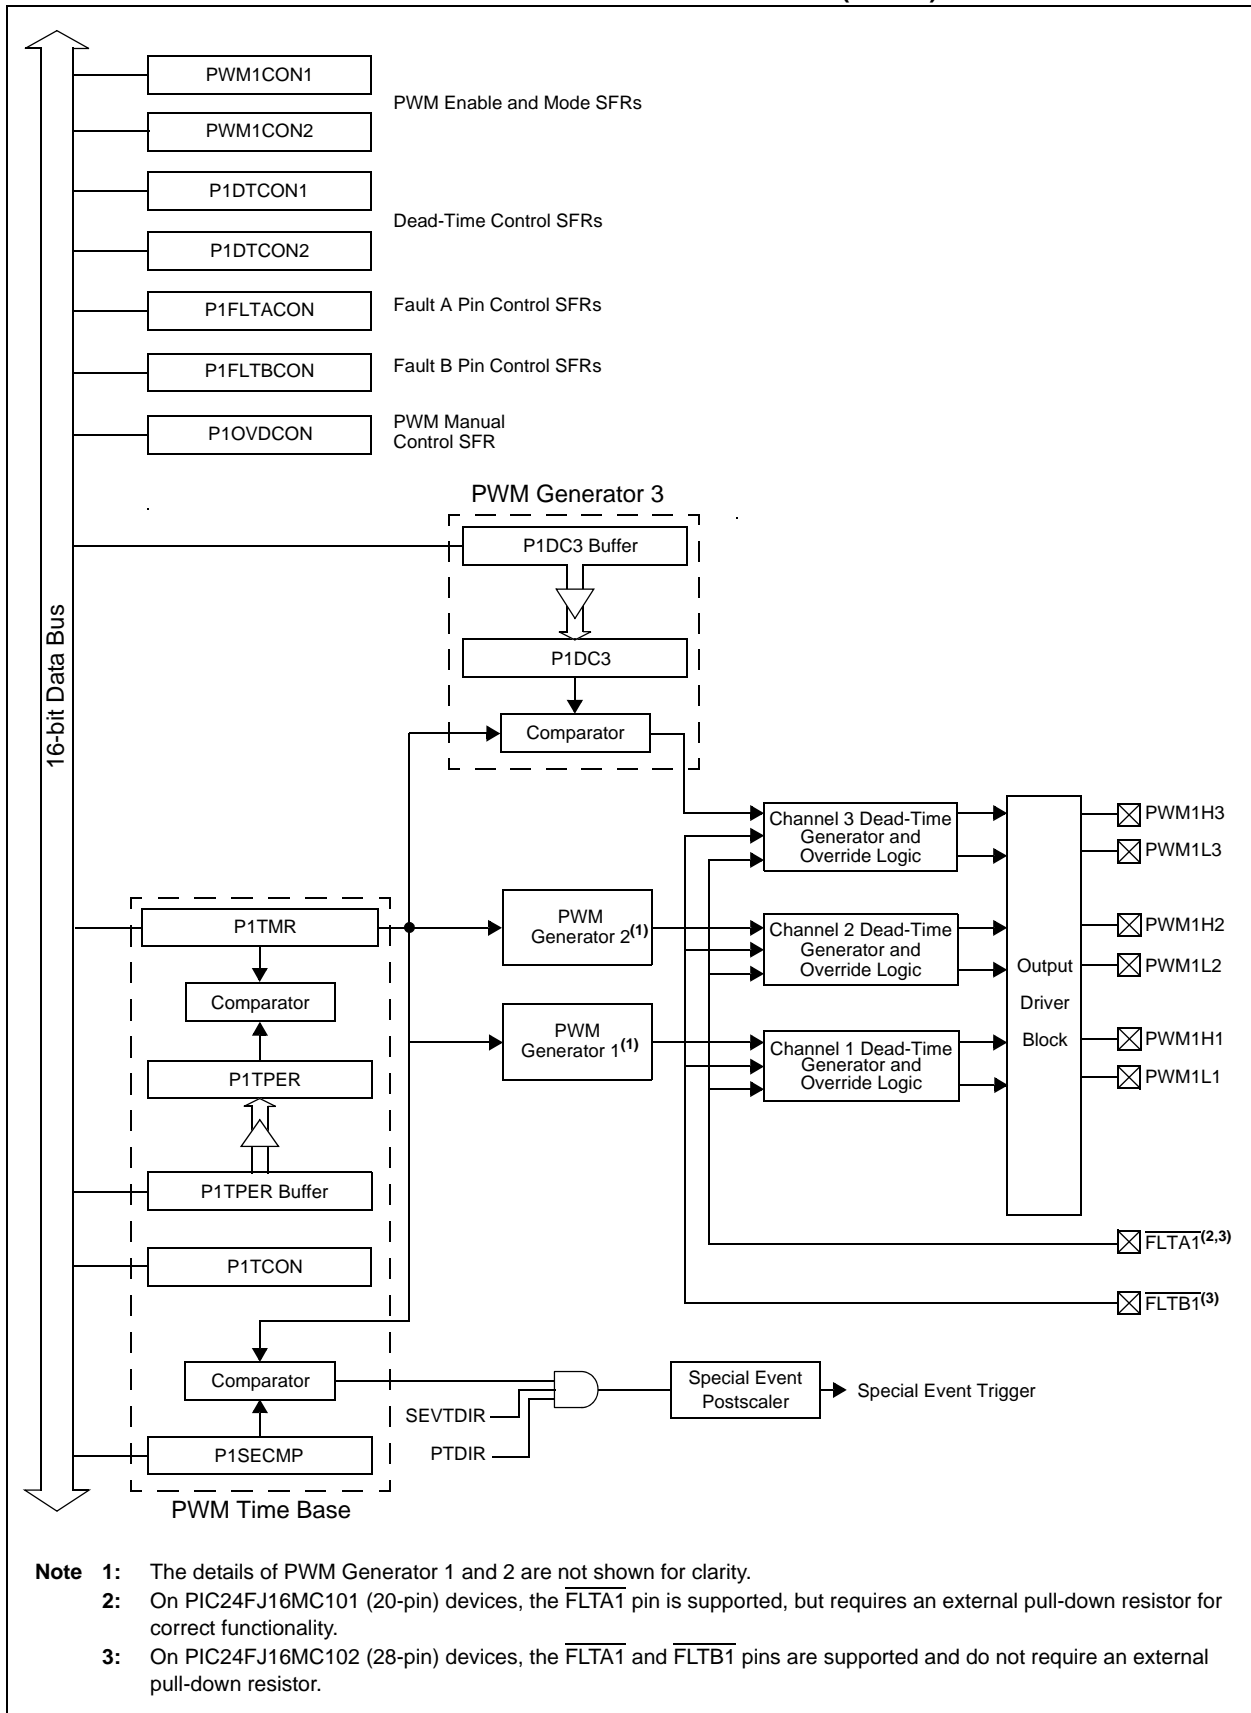 PWM1CON1
PWM Enable and Mode SFRs
PWM1CON2
P1DTCON1
Dead-Time Control SFRs
P1DTCON2
P1FLTACON
Fault A Pin Control SFRs
P1FLTBCON
Fault B Pin Control SFRs
P1OVDCON
PWM Manual
Control SFR
16-bit Data Bus
PWM Generator 3
P1DC3 Buffer
P1DC3
Comparator
Channel 3 Dead-Time
Generator and
Override Logic
PWM1H3
PWM1L3
P1TMR
PWM
Generator 2(1)
Channel 2 Dead-Time
Generator and
Override Logic
PWM1H2
PWM1L2
Output
Driver
Block
Comparator
PWM
Generator 1(1)
Channel 1 Dead-Time
Generator and
Override Logic
PWM1H1
PWM1L1
P1TPER
P1TPER Buffer
P1TCON
FLTA1(2,3)
FLTB1(3)
Comparator
SEVTDIR
PTDIR
Special Event
Postscaler
Special Event Trigger
P1SECMP
PWM Time Base
Note 1: The details of PWM Generator 1 and 2 are not shown for clarity.
2: On PIC24FJ16MC101 (20-pin) devices, the FLTA1 pin is supported, but requires an external pull-down resistor for
correct functionality.
3: On PIC24FJ16MC102 (28-pin) devices, the FLTA1 and FLTB1 pins are supported and do not require an external
pull-down resistor.